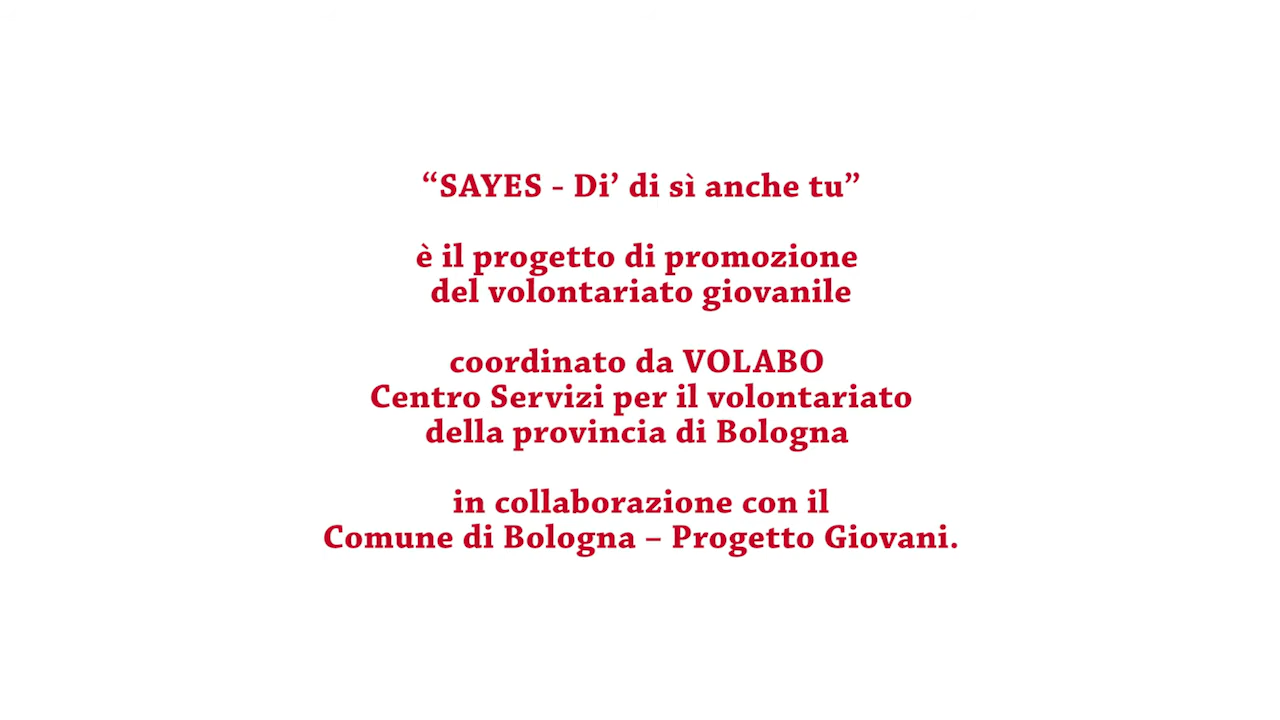 “SAYES - Di’ di sì anche tu”
è il progetto di promozione
del volontariato giovanile
coordinato da VOLABO
Centro Servizi per il volontariato
della provincia di Bologna
in collaborazione con il
Comune di Bologna – Progetto Giovani.